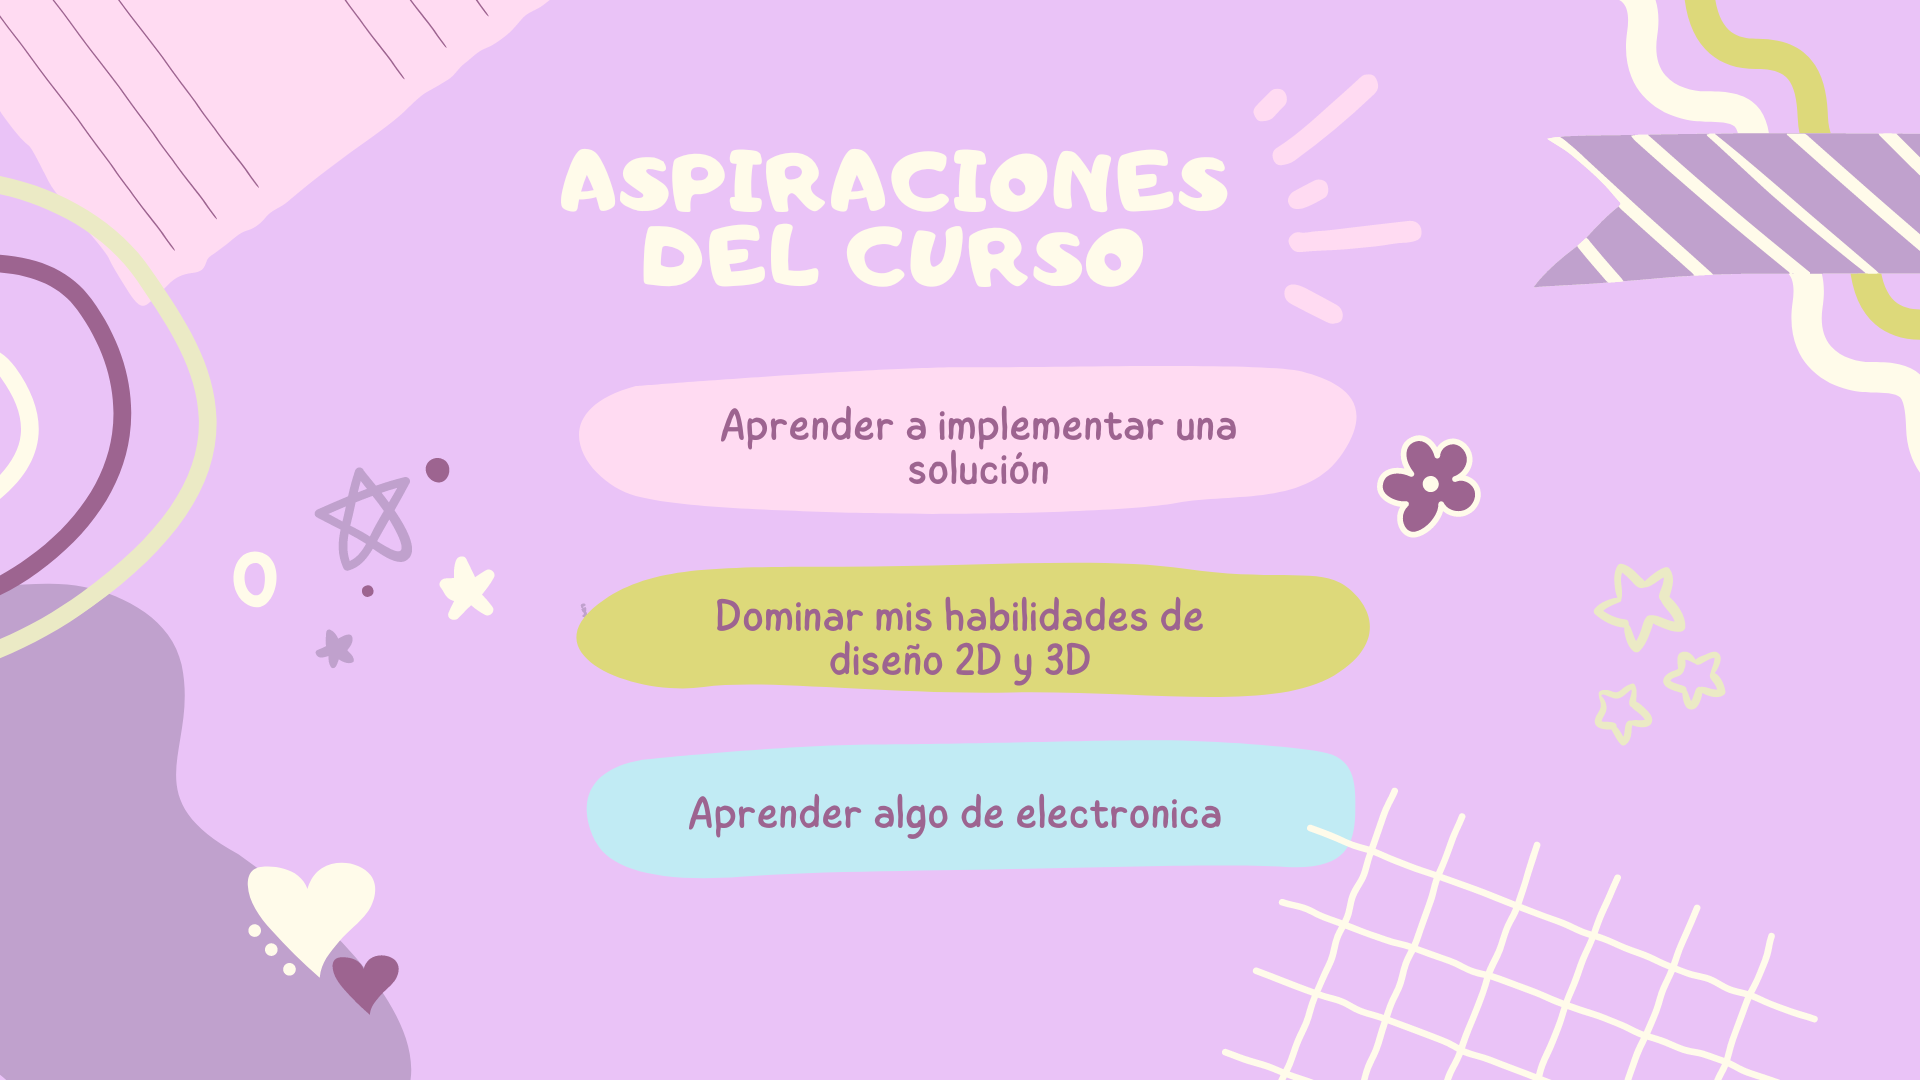 ASPIRACIONES
DEL CURSO
Aprender a implementar una
solución
Dominar mis habilidades de
diseño 2D y 3D
Aprender algo de electronica